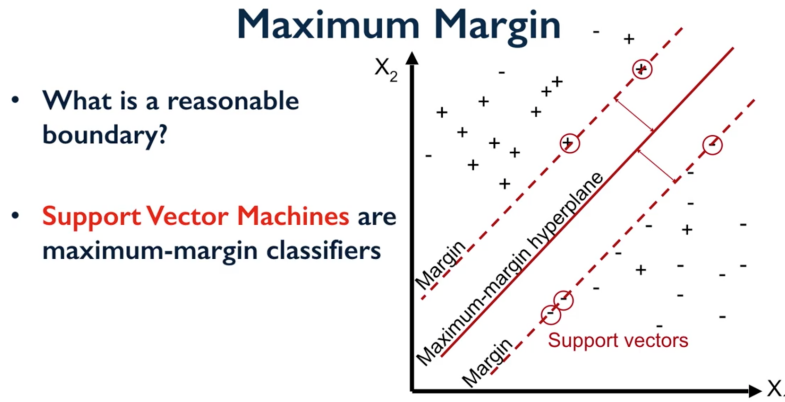 Maximum Margin
• What is a reasonable
boundary?
• Support Vector Machines are
maximum-margin classifiers
X₂
Margin
Maximum-margin hyperplane
Margin
Support vectors
X